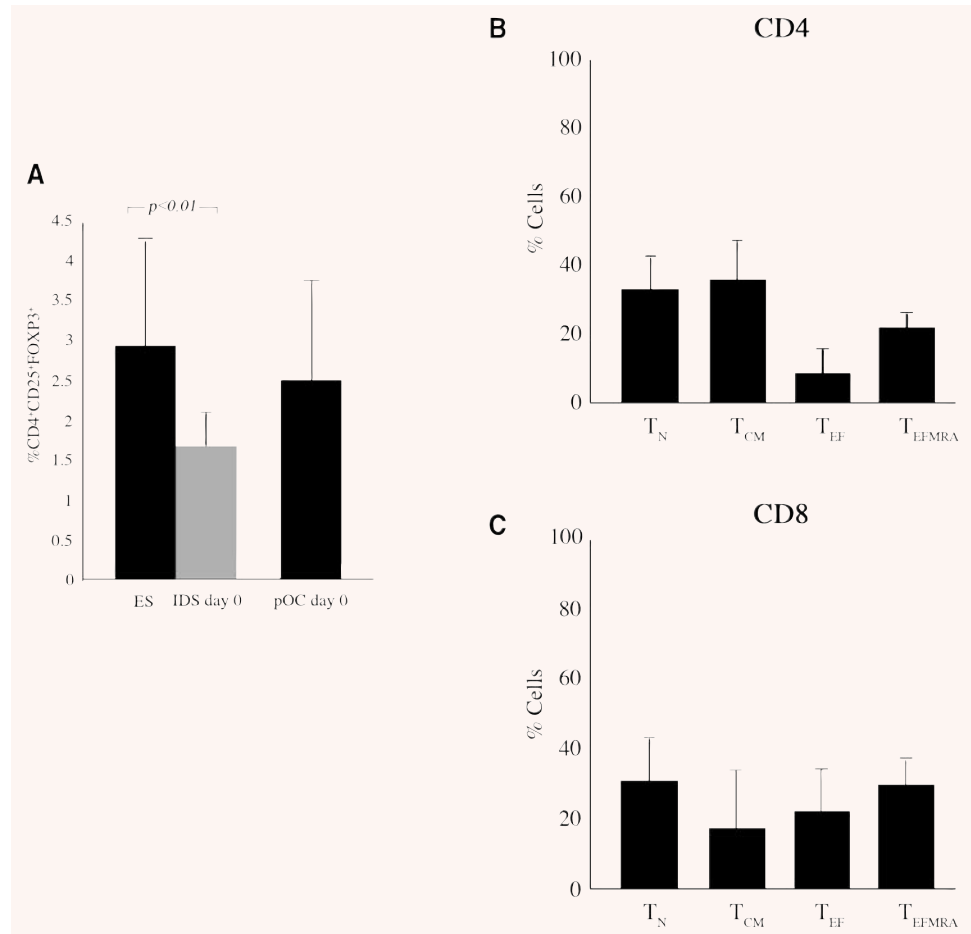 A
p<0.01
%CD4+CD25+FOXP3+
4.5
4
3.5
3
2.5
2
1.5
1
0.5
0
ES IDS day 0 pOC day 0
B
CD4
% Cells
100
80
60
40
20
0
TN TCM TEF TEFMRA
C
CD8
% Cells
100
80
60
40
20
0
TN TCM TEF TEFMRA